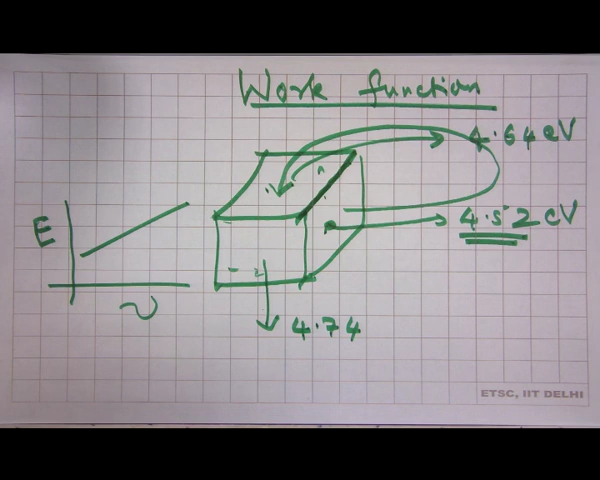 Work function
4.64 eV
E
4.52 eV
4.74
ETSC, IIT DELHI